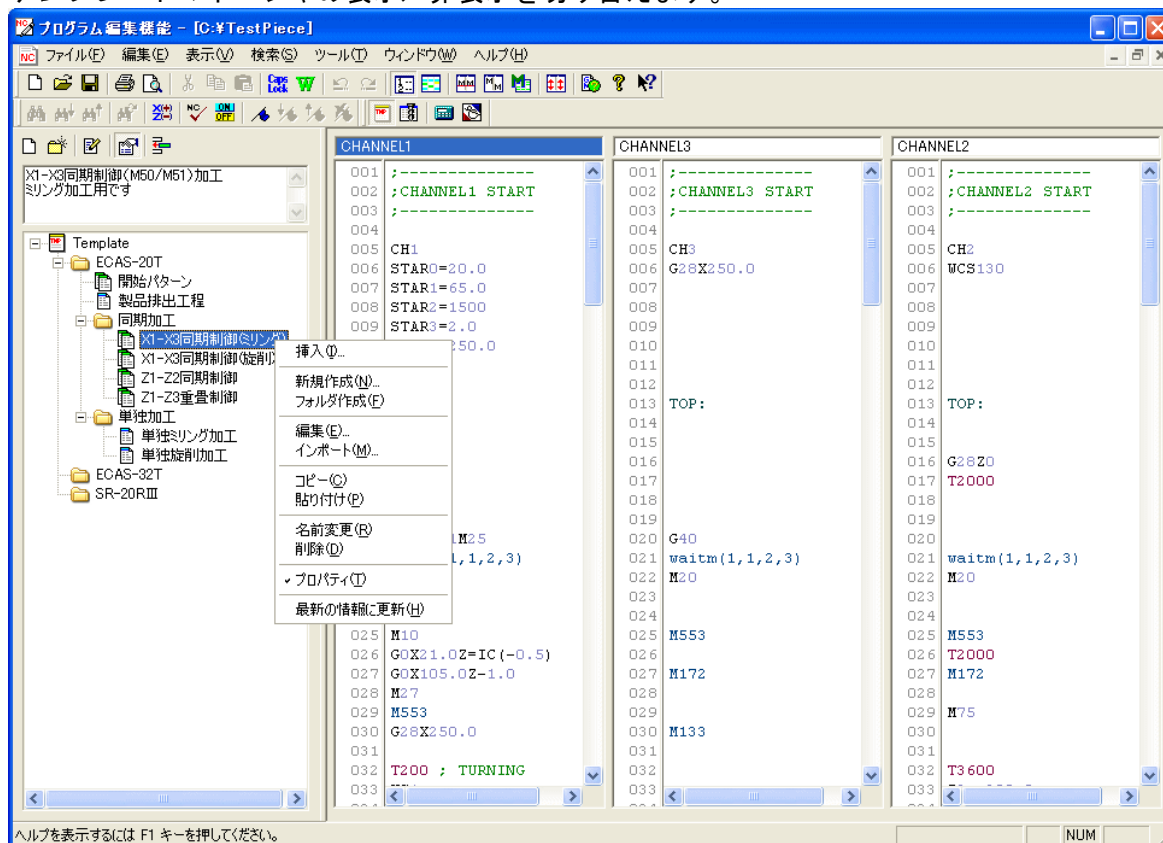 プログラム編集機能 - [C:¥TestPiece]
ファイル(F) 編集(E) 表示(V) 検索(S) ツール(T) ウィンドウ(W) ヘルプ(H)
X1-X3同期制御(M50/M51)加工
ミリング加工用です
Template
ECAS-20T
開始パターン
製品排出工程
同期加工
X1-X3同期制御(ミリング)
X1-X3同期制御(旋削)
Z1-Z2同期制御
Z1-Z3重畳制御
単独加工
単独ミリング加工
単独旋削加工
ECAS-32T
SR-20RⅢ
挿入(I)...
新規作成(N)...
フォルダ作成(F)
編集(E)...
インポート(M)...
コピー(C)
貼り付け(P)
名前変更(R)
削除(D)
プロパティ(T)
最新の情報に更新(H)
CHANNEL1
001 ;--------------
002 ;CHANNEL1 START
003 ;--------------
004
005 CH1
006 STAR0=20.0
007 STAR1=65.0
008 STAR2=1500
009 STAR3=2.0
50.0
M25
,1,2,3)
025 M10
026 G0X21.0Z=IC(-0.5)
027 G0X105.0Z-1.0
028 M27
029 M553
030 G28X250.0
031
032 T200 ; TURNING
033
CHANNEL3
001 ;--------------
002 ;CHANNEL3 START
003 ;--------------
004
005 CH3
006 G28X250.0
007
008
009
010
011
012
013 TOP:
014
015
016
017
018
019
020 G40
021 waitm(1,1,2,3)
022 M20
023
024
025 M553
026
027 M172
028
029
030 M133
031
032
033
CHANNEL2
001 ;--------------
002 ;CHANNEL2 START
003 ;--------------
004
005 CH2
006 WCS130
007
008
009
010
011
012
013 TOP:
014
015
016 G28Z0
017 T2000
018
019
020
021 waitm(1,1,2,3)
022 M20
023
024
025 M553
026 T2000
027 M172
028
029 M75
030
031
032 T3600
033
ヘルプを表示するには F1 キーを押してください。
NUM